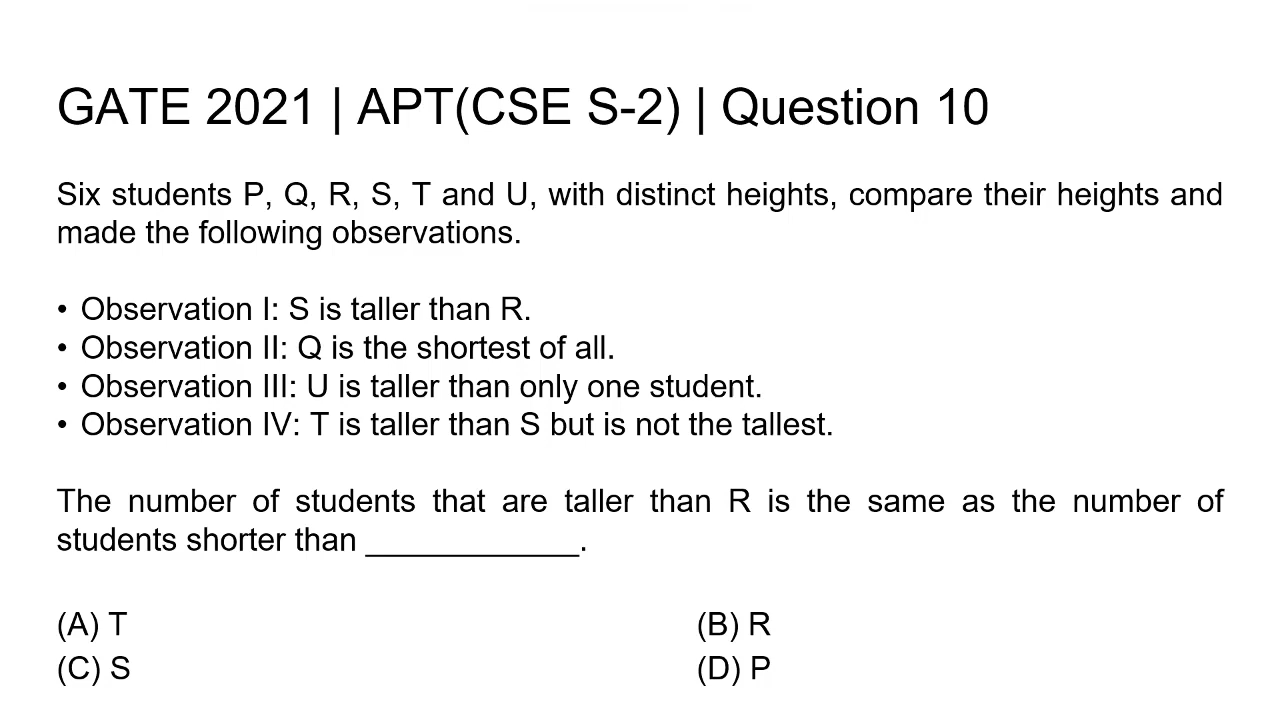 GATE 2021 | APT(CSE S-2) | Question 10
Six students P, Q, R, S, T and U, with distinct heights, compare their heights and
made the following observations.
• Observation I: S is taller than R.
• Observation II: Q is the shortest of all.
• Observation III: U is taller than only one student.
• Observation IV: T is taller than S but is not the tallest.
The number of students that are taller than R is the same as the number of
students shorter than ____________.
(A) T
(B) R
(C) S
(D) P